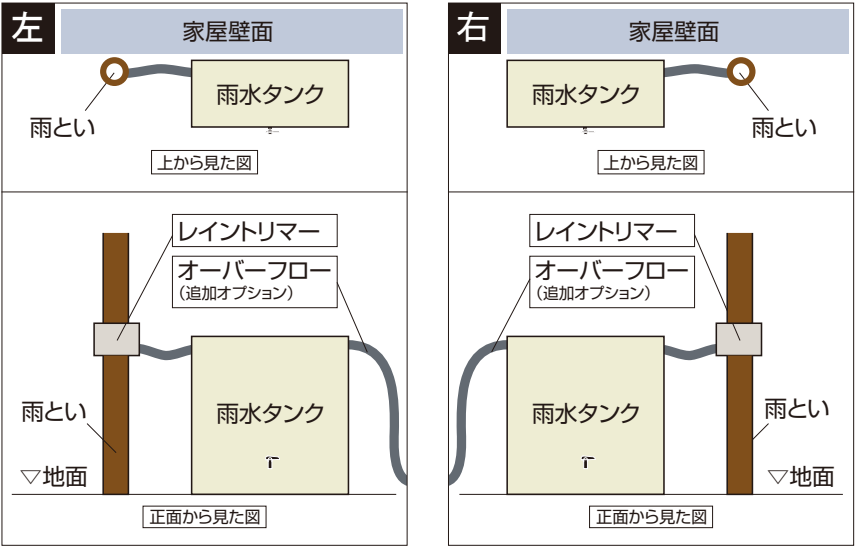 左
家屋壁面
雨水タンク
雨とい
上から見た図
レイントリマー
オーバーフロー
(追加オプション)
雨とい
雨水タンク
▽地面
正面から見た図
右
家屋壁面
雨水タンク
雨とい
上から見た図
レイントリマー
オーバーフロー
(追加オプション)
雨水タンク
雨とい
▽地面
正面から見た図